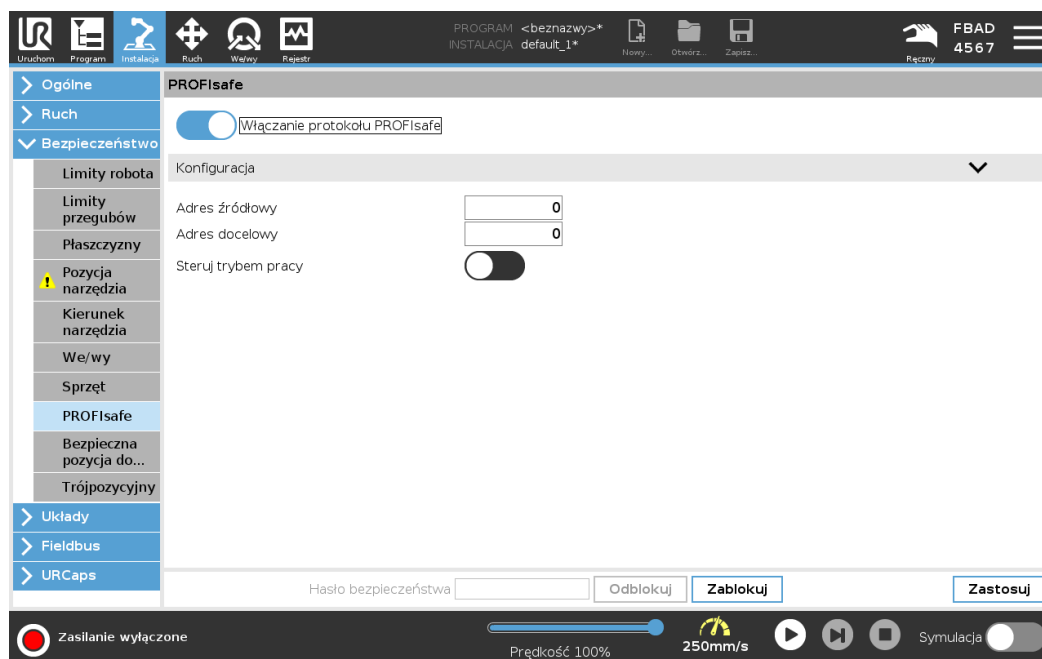 UR
PROGRAM <beznazwy>*
INSTALACJA default_1*
Uruchom Program Instalacja Ruch We/wy Rejestr Nowy... Otwórz... Zapisz... Ręczny
FBAD
4567
Ogólne
Ruch
Bezpieczeństwo
Limity robota
Limity
przegubów
Płaszczyzny
Pozycja
narzędzia
Kierunek
narzędzia
We/wy
Sprzęt
PROFIsafe
Bezpieczna
pozycja do...
Trójpozycyjny
Układy
Fieldbus
URCaps
PROFIsafe
Włączanie protokołu PROFIsafe
Konfiguracja
Adres źródłowy 0
Adres docelowy 0
Steruj trybem pracy
Hasło bezpieczeństwa Odblokuj Zablokuj Zastosuj
Zasilanie wyłączone
Prędkość 100%
250mm/s
Symulacja